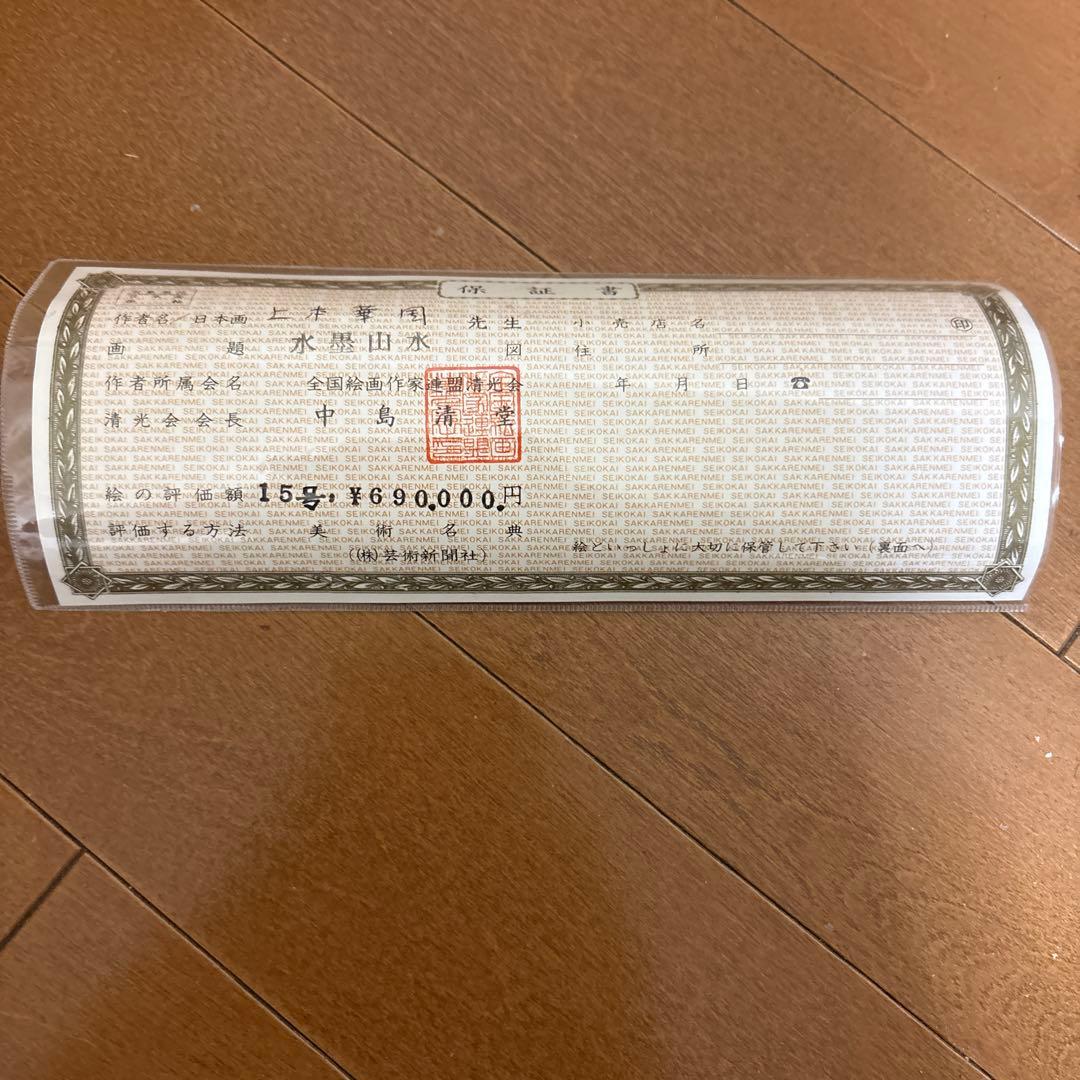 保証書
作者名/日本画 上本華国 先生
画題 水墨山水 図
作者所属会名 全国絵画作家連盟清光会
清光会会長 中島清堂
絵の評価額 15号, ¥690,000.円
評価する方法 美術名典
((株)芸術新聞社)
小売店名 ㊞
住所
年 月 日 ☎
絵といっしょに大切に保管して下さい(裏面へ)
SEIKOKAI SAKKARENMEI